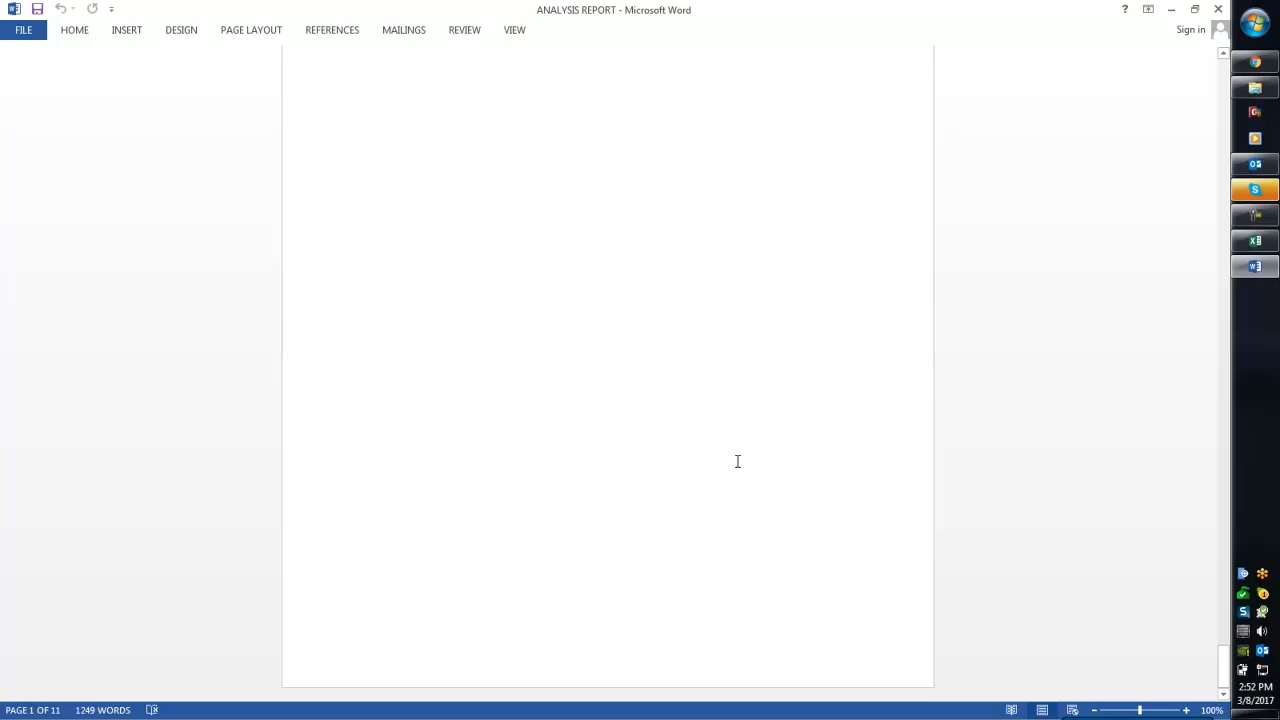 ANALYSIS REPORT - Microsoft Word
FILE HOME INSERT DESIGN PAGE LAYOUT REFERENCES MAILINGS REVIEW VIEW Sign in
PAGE 1 OF 11 1249 WORDS 100%
2:52 PM
3/8/2017